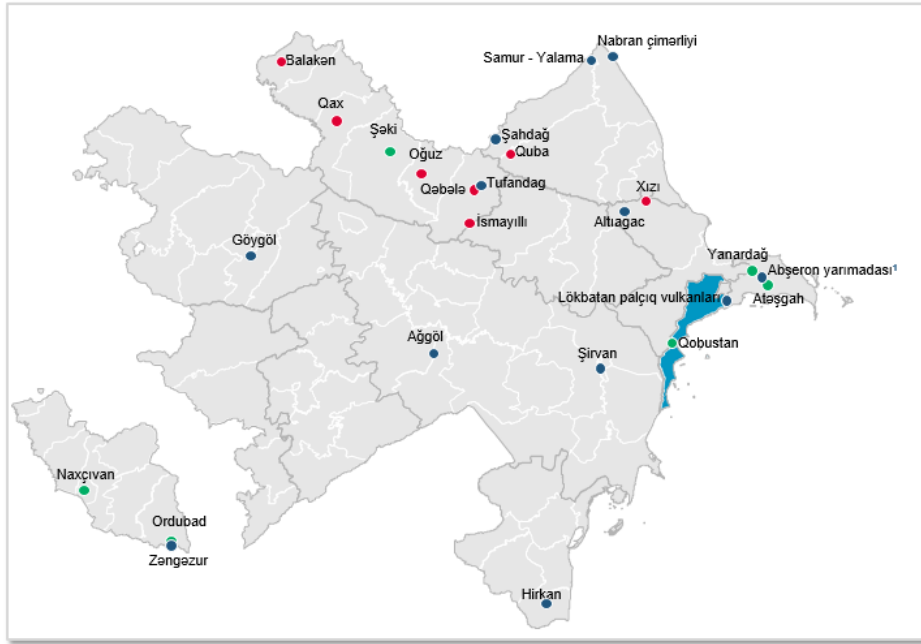 Nabran çimərliyi
Samur - Yalama
Balakən
Qax
Şəki
Şahdağ
Quba
Oğuz
Qəbələ
Tufandag
Xızı
İsmayıllı
Altıagac
Göygöl
Yanardağ
Abşeron yarımadası¹
Lökbatan palçıq vulkanları
Atəşgah
Qobustan
Ağgöl
Şirvan
Naxçıvan
Ordubad
Zəngəzur
Hirkan